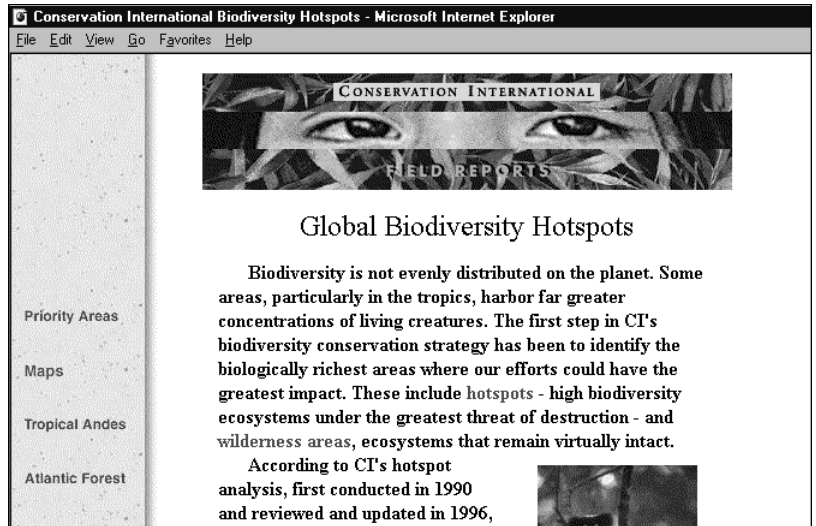 Conservation International Biodiversity Hotspots - Microsoft Internet Explorer
File Edit View Go Favorites Help
CONSERVATION INTERNATIONAL
FIELD REPORTS
Global Biodiversity Hotspots
Biodiversity is not evenly distributed on the planet. Some
areas, particularly in the tropics, harbor far greater
concentrations of living creatures. The first step in CI's
biodiversity conservation strategy has been to identify the
biologically richest areas where our efforts could have the
greatest impact. These include hotspots - high biodiversity
ecosystems under the greatest threat of destruction - and
wilderness areas, ecosystems that remain virtually intact.
According to CI's hotspot
analysis, first conducted in 1990
and reviewed and updated in 1996,
Priority Areas
Maps
Tropical Andes
Atlantic Forest